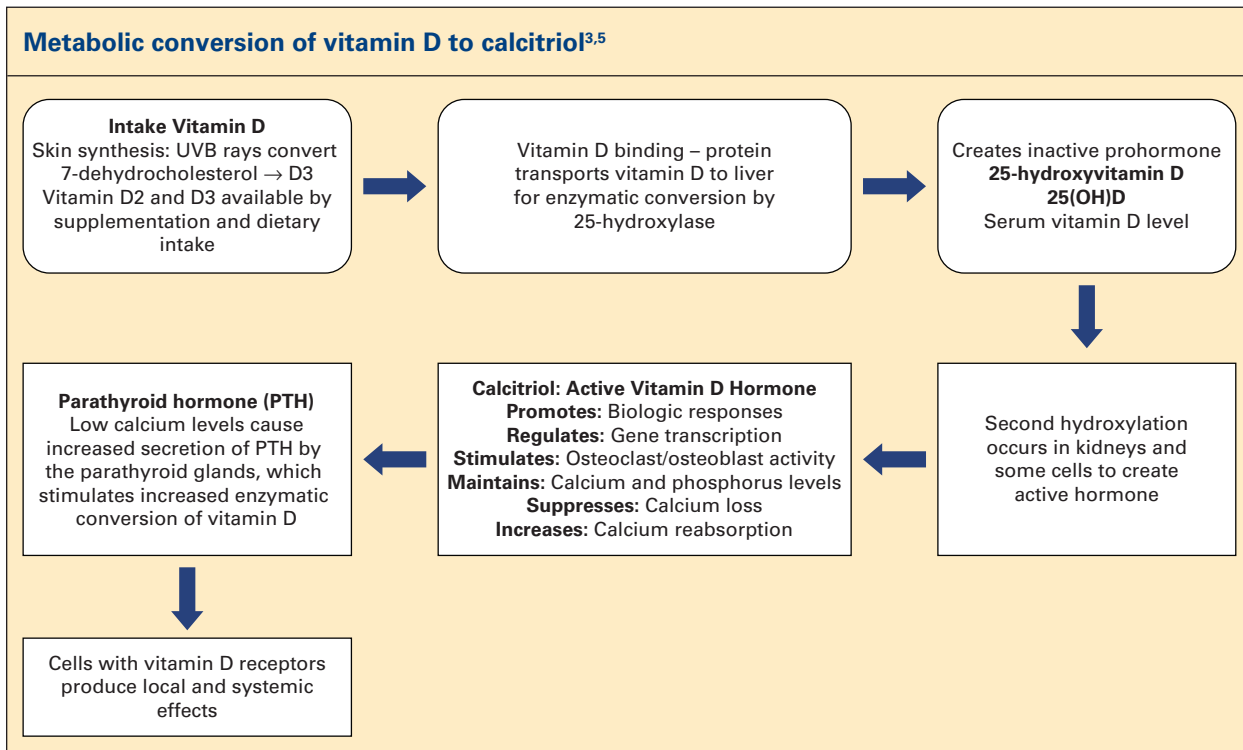 Metabolic conversion of vitamin D to calcitriol3,5
Intake Vitamin D
Skin synthesis: UVB rays convert
7-dehydrocholesterol → D3
Vitamin D2 and D3 available by
supplementation and dietary
intake
Vitamin D binding – protein
transports vitamin D to liver
for enzymatic conversion by
25-hydroxylase
Creates inactive prohormone
25-hydroxyvitamin D
25(OH)D
Serum vitamin D level
Second hydroxylation
occurs in kidneys and
some cells to create
active hormone
Calcitriol: Active Vitamin D Hormone
Promotes: Biologic responses
Regulates: Gene transcription
Stimulates: Osteoclast/osteoblast activity
Maintains: Calcium and phosphorus levels
Suppresses: Calcium loss
Increases: Calcium reabsorption
Parathyroid hormone (PTH)
Low calcium levels cause
increased secretion of PTH by
the parathyroid glands, which
stimulates increased enzymatic
conversion of vitamin D
Cells with vitamin D receptors
produce local and systemic
effects